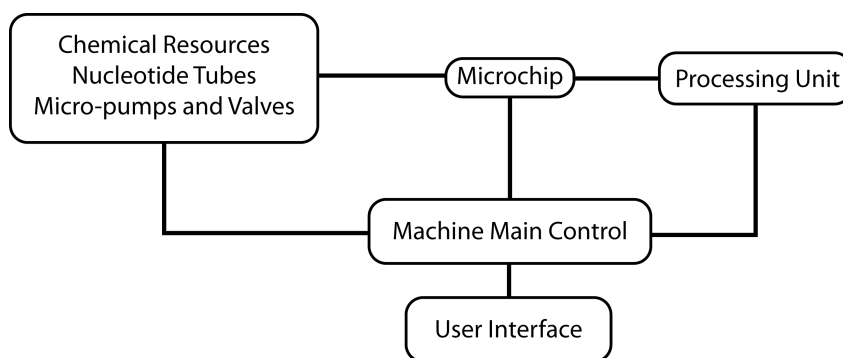 Chemical Resources
Nucleotide Tubes
Micro-pumps and Valves
Microchip
Processing Unit
Machine Main Control
User Interface